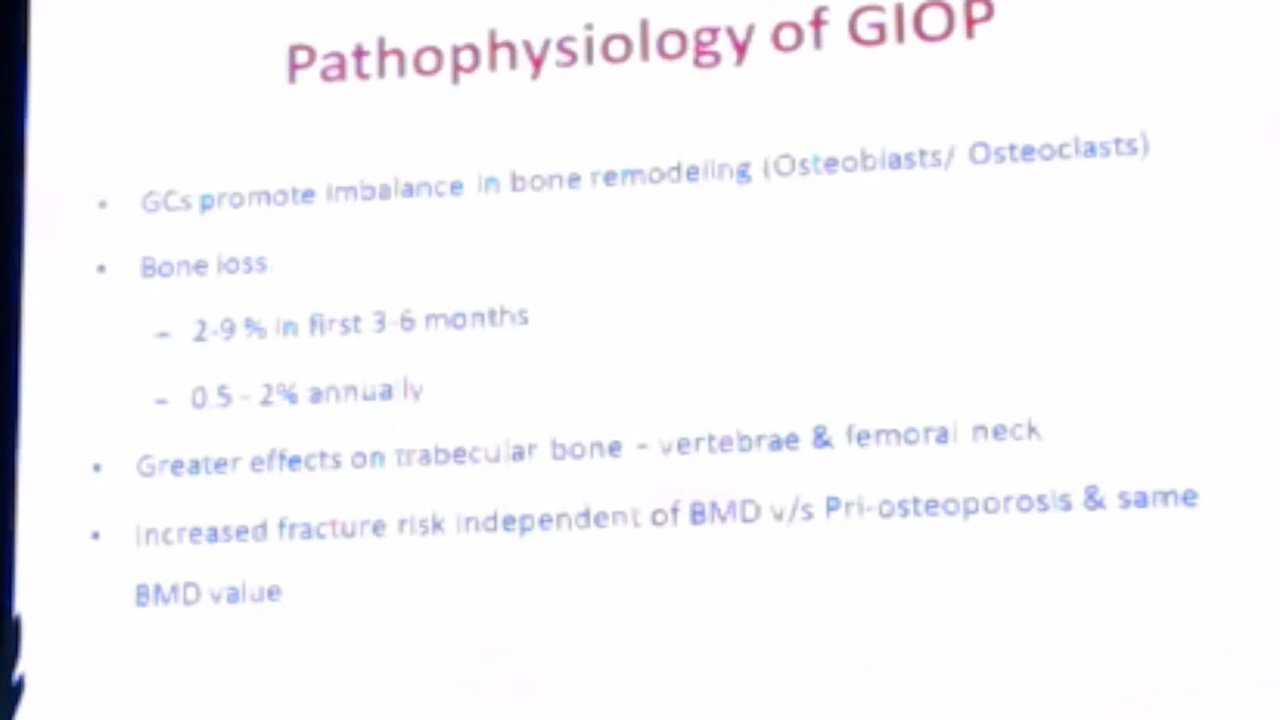 Pathophysiology of GIOP
• GCs promote imbalance in bone remodeling (Osteoblasts/ Osteoclasts)
• Bone loss
– 2-9 % in first 3-6 months
– 0.5 - 2% annually
• Greater effects on trabecular bone – vertebrae & femoral neck
• Increased fracture risk independent of BMD v/s Pri-osteoporosis & same
BMD value